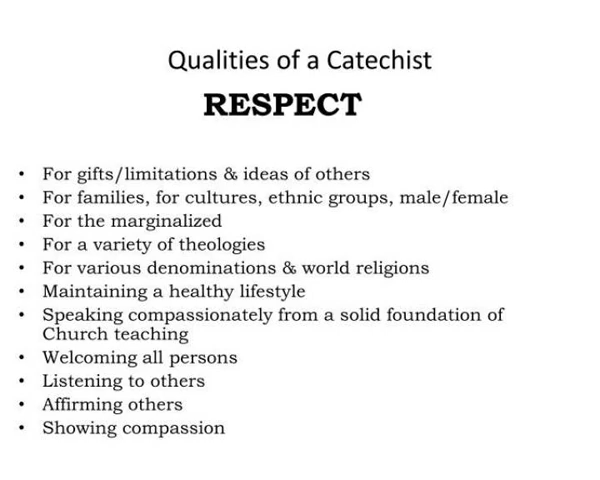 Qualities of a Catechist
RESPECT
• For gifts/limitations & ideas of others
• For families, for cultures, ethnic groups, male/female
• For the marginalized
• For a variety of theologies
• For various denominations & world religions
• Maintaining a healthy lifestyle
• Speaking compassionately from a solid foundation of
Church teaching
• Welcoming all persons
• Listening to others
• Affirming others
• Showing compassion